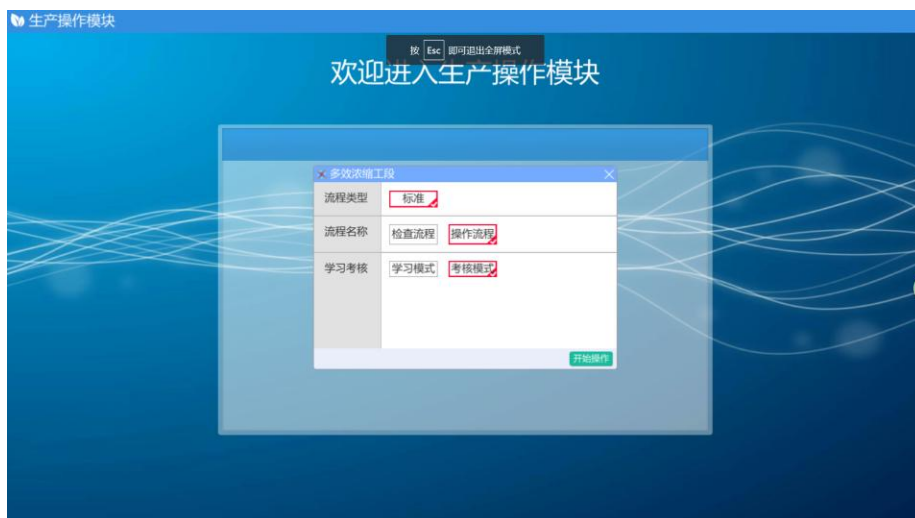 生产操作模块
按 Esc 即可退出全屏模式
欢迎进入生产操作模块
多效浓缩工段
流程类型 标准
流程名称 检查流程 操作流程
学习考核 学习模式 考核模式
开始操作